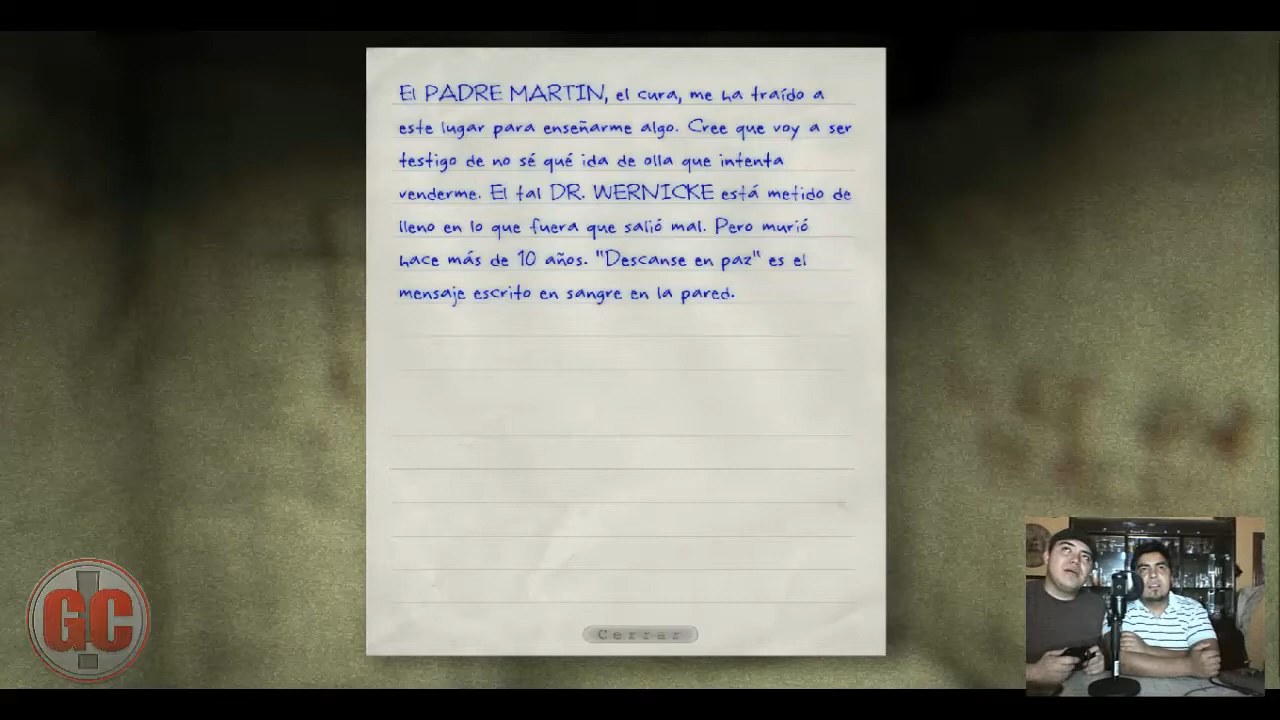 El PADRE MARTIN, el cura, me ha traído a
este lugar para enseñarme algo. Cree que voy a ser
testigo de no sé qué ida de olla que intenta
venderme. El tal DR. WERNICKE está metido de
lleno en lo que fuera que salió mal. Pero murió
hace más de 10 años. "Descanse en paz" es el
mensaje escrito en sangre en la pared.
Cerrar
GC